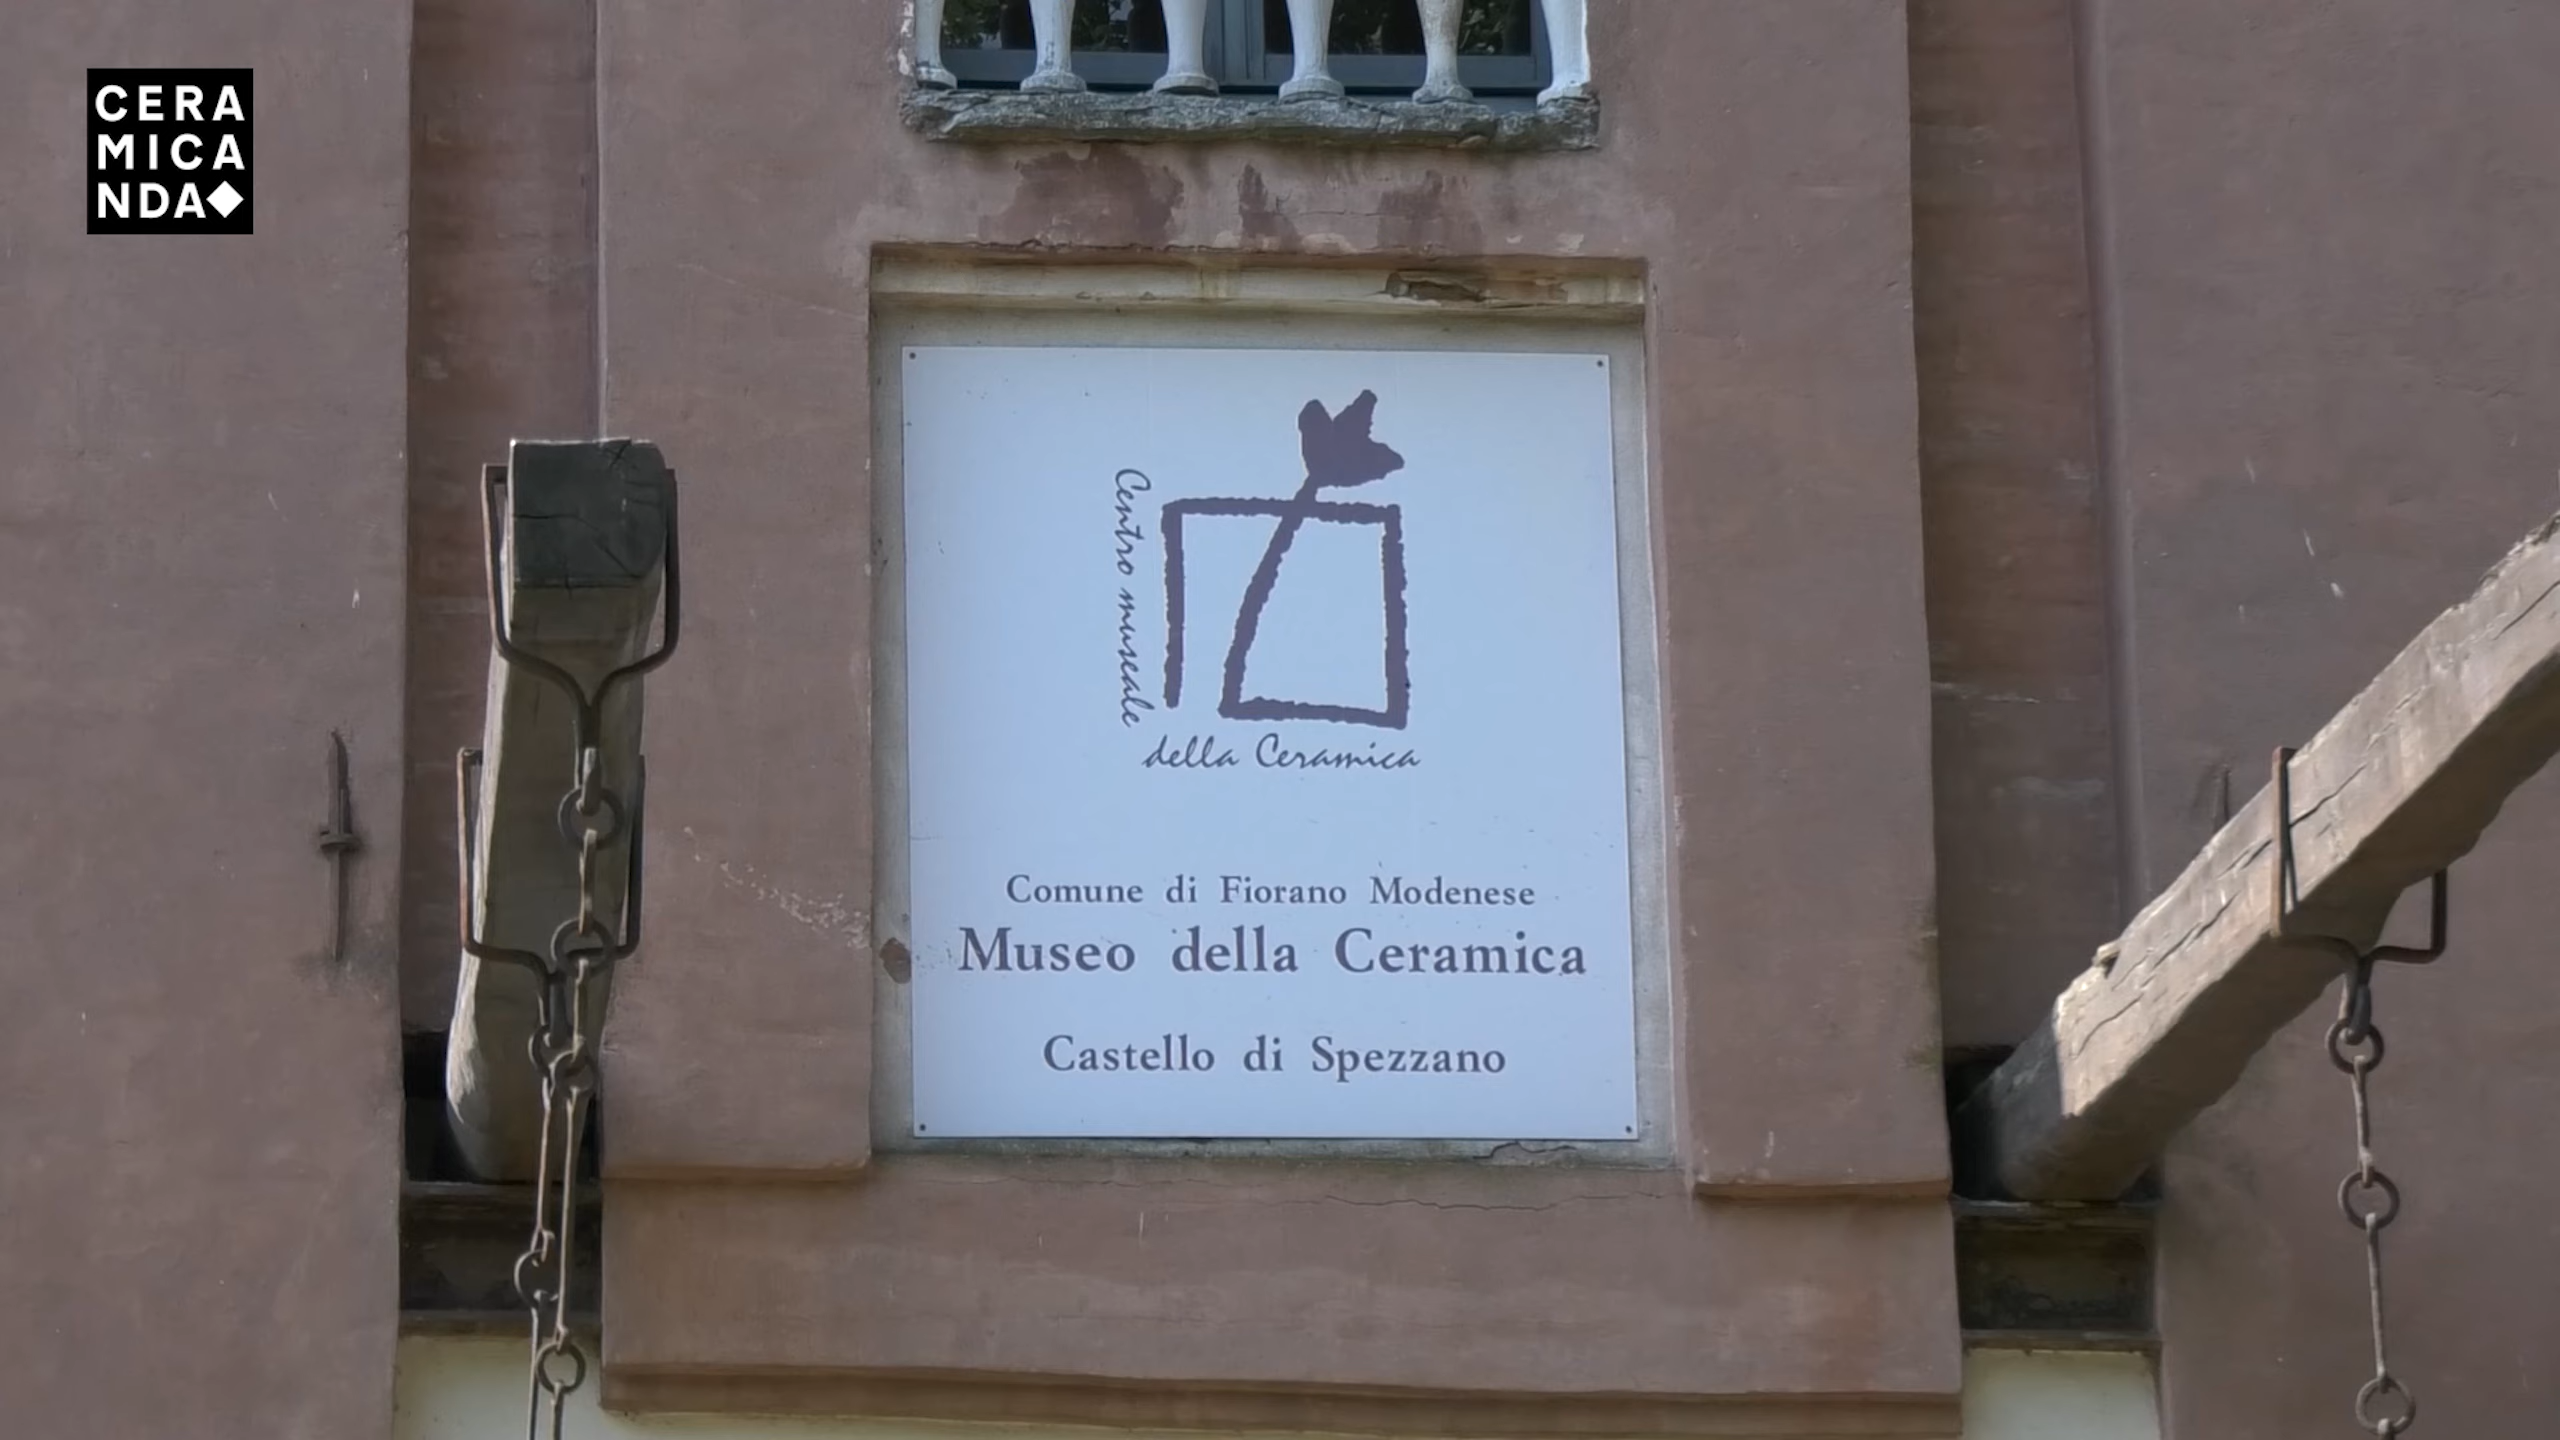 CERA
MICA
NDA
Centro museale
della Ceramica
Comune di Fiorano Modenese
Museo della Ceramica
Castello di Spezzano